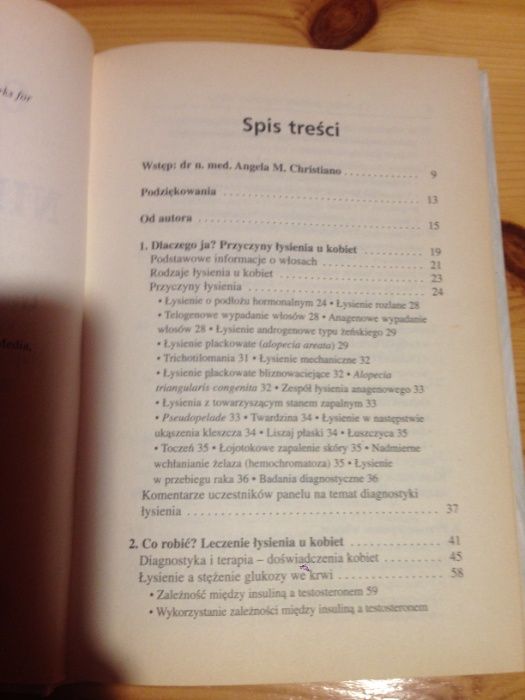 rks for
Media,
Spis treści
Wstęp: dr n. med. Angela M. Christiano . . . . . . . . . . . . . 9
Podziękowania . . . . . . . . . . . . . . . . . . . . . . . . . . . . . 13
Od autora . . . . . . . . . . . . . . . . . . . . . . . . . . . . . . . . . 15
1. Dlaczego ja? Przyczyny łysienia u kobiet . . . . . . . . . . . 19
Podstawowe informacje o włosach . . . . . . . . . . . . . . . . 21
Rodzaje łysienia u kobiet . . . . . . . . . . . . . . . . . . . . . . 23
Przyczyny łysienia . . . . . . . . . . . . . . . . . . . . . . . . . . . 24
• Łysienie o podłożu hormonalnym 24 • Łysienie rozlane 28
• Telogenowe wypadanie włosów 28 • Anagenowe wypadanie
włosów 28 • Łysienie androgenowe typu żeńskiego 29
• Łysienie plackowate (alopecia areata) 29
• Trichotilomania 31 • Łysienie mechaniczne 32
• Łysienie plackowate bliznowaciejące 32 • Alopecia
triangularis congenita 32 • Zespół łysienia anagenowego 33
• Łysienia z towarzyszącym stanem zapalnym 33
• Pseudopelade 33 • Twardzina 34 • Łysienie w następstwie
ukąszenia kleszcza 34 • Liszaj płaski 34 • Łuszczyca 35
• Toczeń 35 • Łojotokowe zapalenie skóry 35 • Nadmierne
wchłanianie żelaza (hemochromatoza) 35 • Łysienie
w przebiegu raka 36 • Badania diagnostyczne 36
Komentarze uczestników panelu na temat diagnostyki
łysienia . . . . . . . . . . . . . . . . . . . . . . . . . . . . . . . . . . . 37
2. Co robić? Leczenie łysienia u kobiet . . . . . . . . . . . . . . 41
Diagnostyka i terapia – doświadczenia kobiet . . . . . . . . . 45
Łysienie a stężenie glukozy we krwi . . . . . . . . . . . . . . . 58
• Zależność między insuliną a testosteronem 59
• Wykorzystanie zależności między insuliną a testosteronem